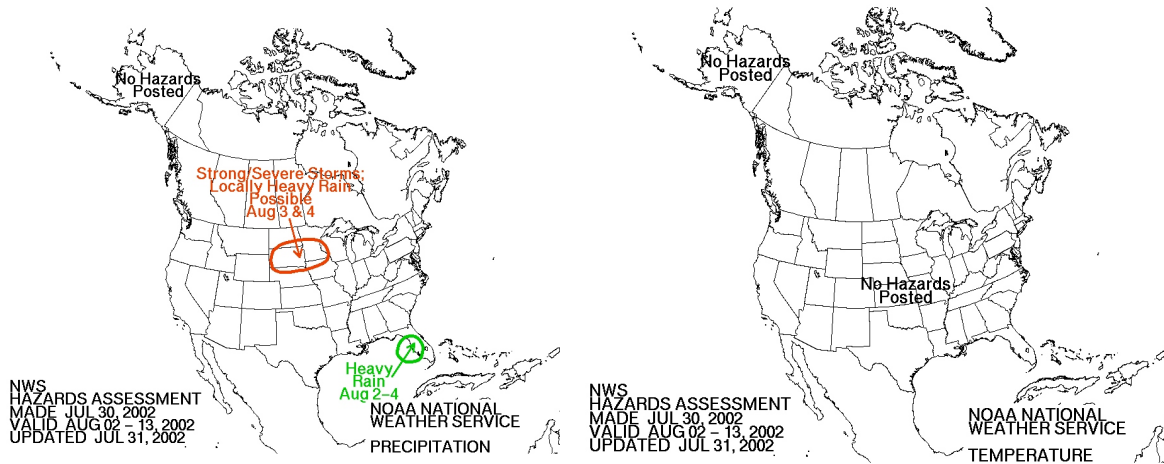 No Hazards
Posted
Strong/Severe Storms;
Locally Heavy Rain
Possible
Aug 3 & 4
Heavy
Rain
Aug 2-4
NWS
HAZARDS ASSESSMENT
MADE JUL 30, 2002
VALID AUG 02 - 13, 2002
UPDATED JUL 31, 2002
NOAA NATIONAL
WEATHER SERVICE
PRECIPITATION
No Hazards
Posted
No Hazards
Posted
NWS
HAZARDS ASSESSMENT
MADE JUL 30, 2002
VALID AUG 02 - 13, 2002
UPDATED JUL 31, 2002
NOAA NATIONAL
WEATHER SERVICE
TEMPERATURE